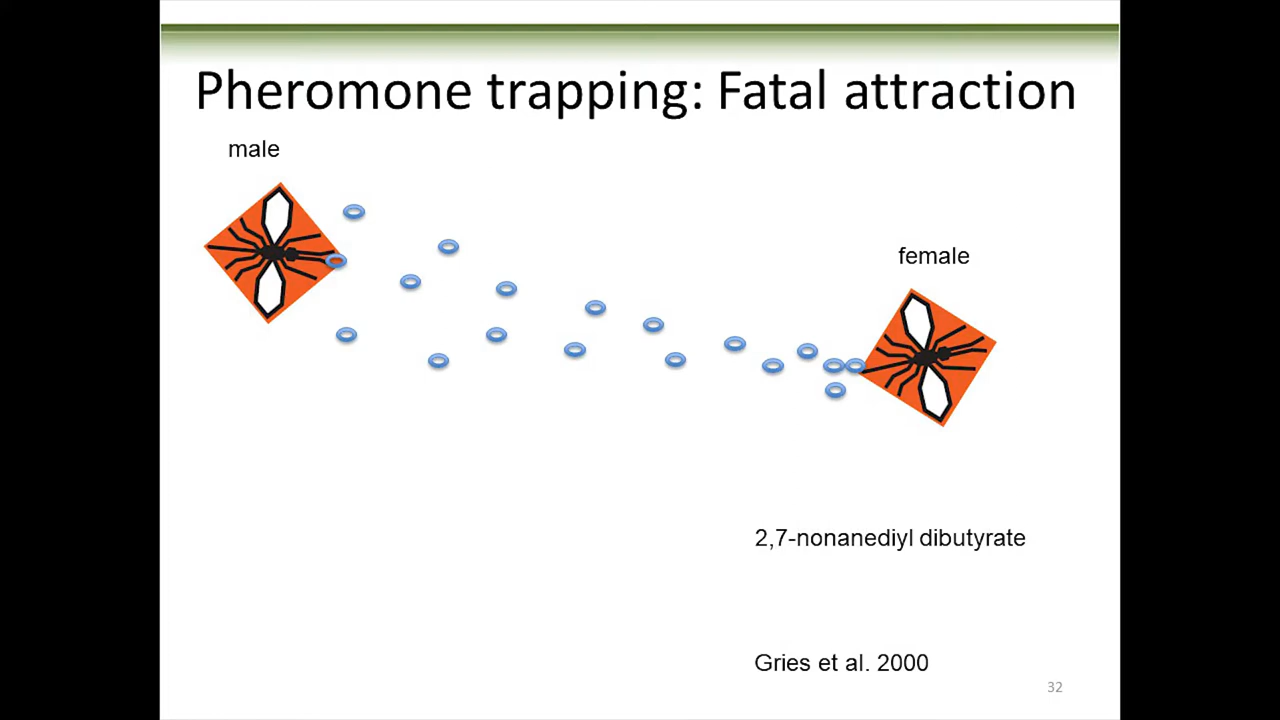 Pheromone trapping: Fatal attraction
male
female
2,7-nonanediyl dibutyrate
Gries et al. 2000
32